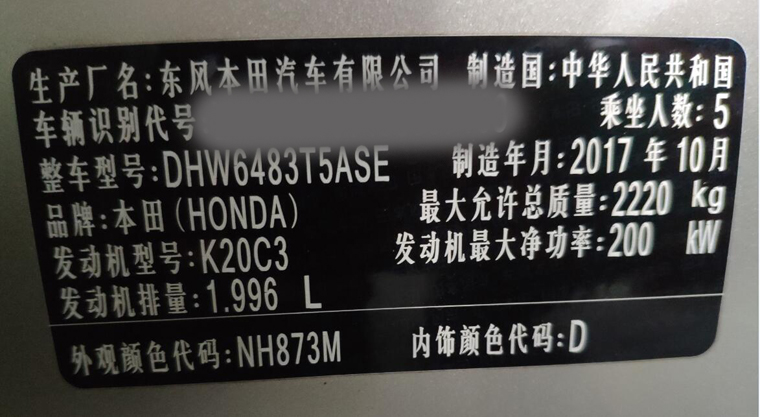 生产厂名:东风本田汽车有限公司 制造国:中华人民共和国
车辆识别代号 乘坐人数:5
整车型号:DHW6483T5ASE 制造年月:2017年10月
品牌:本田(HONDA) 最大允许总质量:2220 kg
发动机型号:K20C3 发动机最大净功率:200 kW
发动机排量:1.996 L
外观颜色代码:NH873M 内饰颜色代码:D